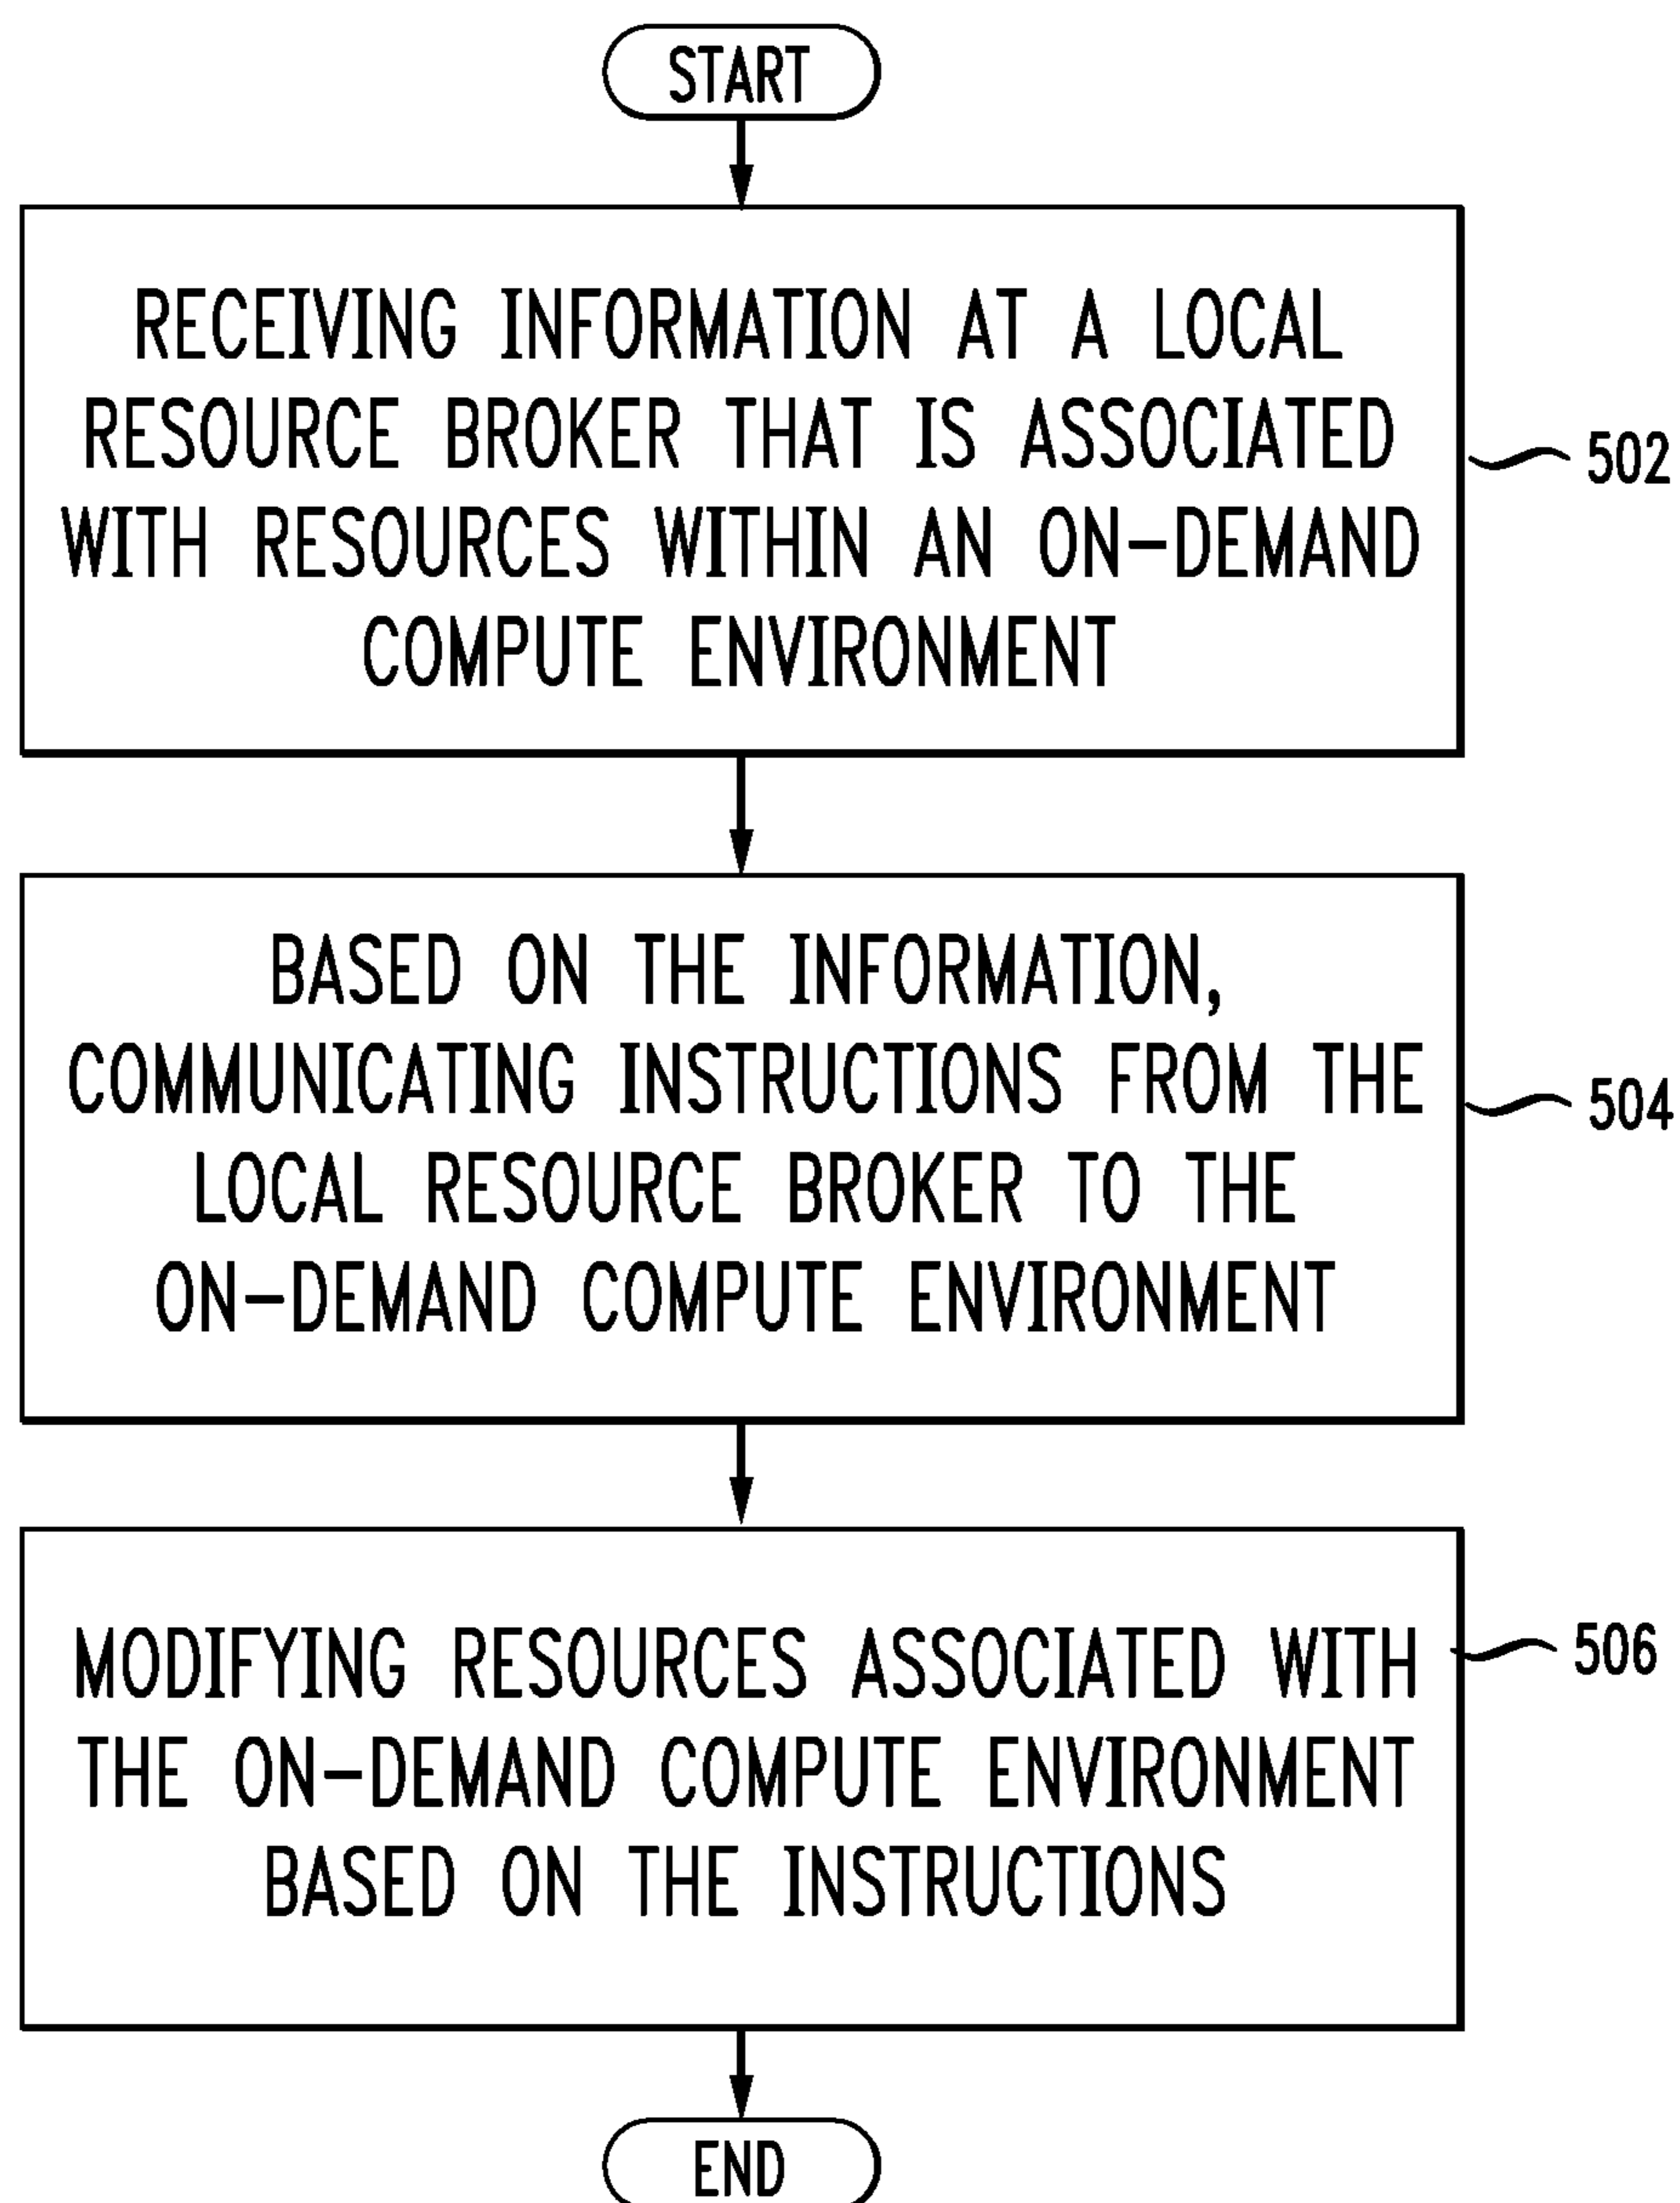 START
RECEIVING INFORMATION AT A LOCAL
RESOURCE BROKER THAT IS ASSOCIATED
WITH RESOURCES WITHIN AN ON-DEMAND
COMPUTE ENVIRONMENT
502
BASED ON THE INFORMATION,
COMMUNICATING INSTRUCTIONS FROM THE
LOCAL RESOURCE BROKER TO THE
ON-DEMAND COMPUTE ENVIRONMENT
504
MODIFYING RESOURCES ASSOCIATED WITH
THE ON-DEMAND COMPUTE ENVIRONMENT
BASED ON THE INSTRUCTIONS
506
END